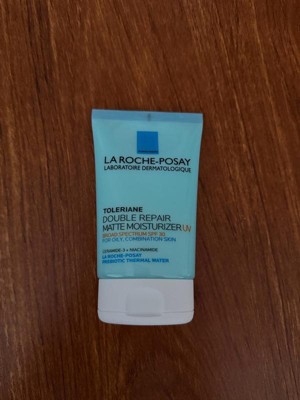 LA ROCHE-POSAY
LABORATOIRE DERMATOLOGIQUE
TOLERIANE
DOUBLE REPAIR
MATTE MOISTURIZER UV
BROAD SPECTRUM SPF 30
FOR OILY, COMBINATION SKIN
CERAMIDE-3 + NIACINAMIDE
LA ROCHE-POSAY
PREBIOTIC THERMAL WATER